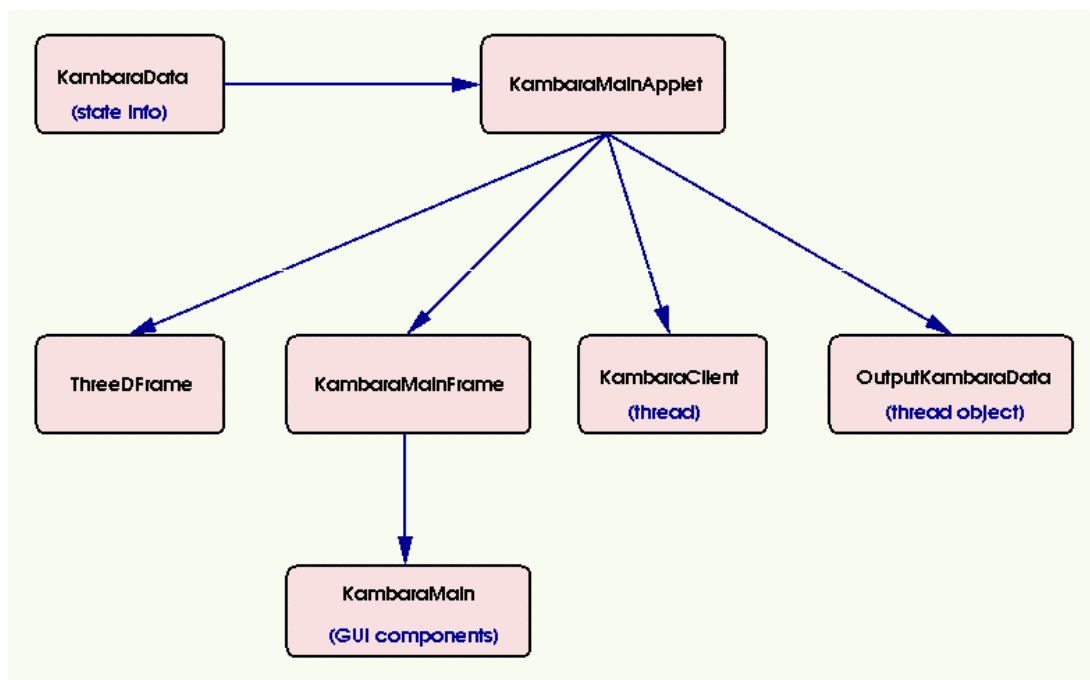 KambaraData
(state info)
KambaraMainApplet
ThreeDFrame
KambaraMainFrame
KambaraClient
(thread)
OutputKambaraData
(thread object)
KambaraMain
(GUI components)